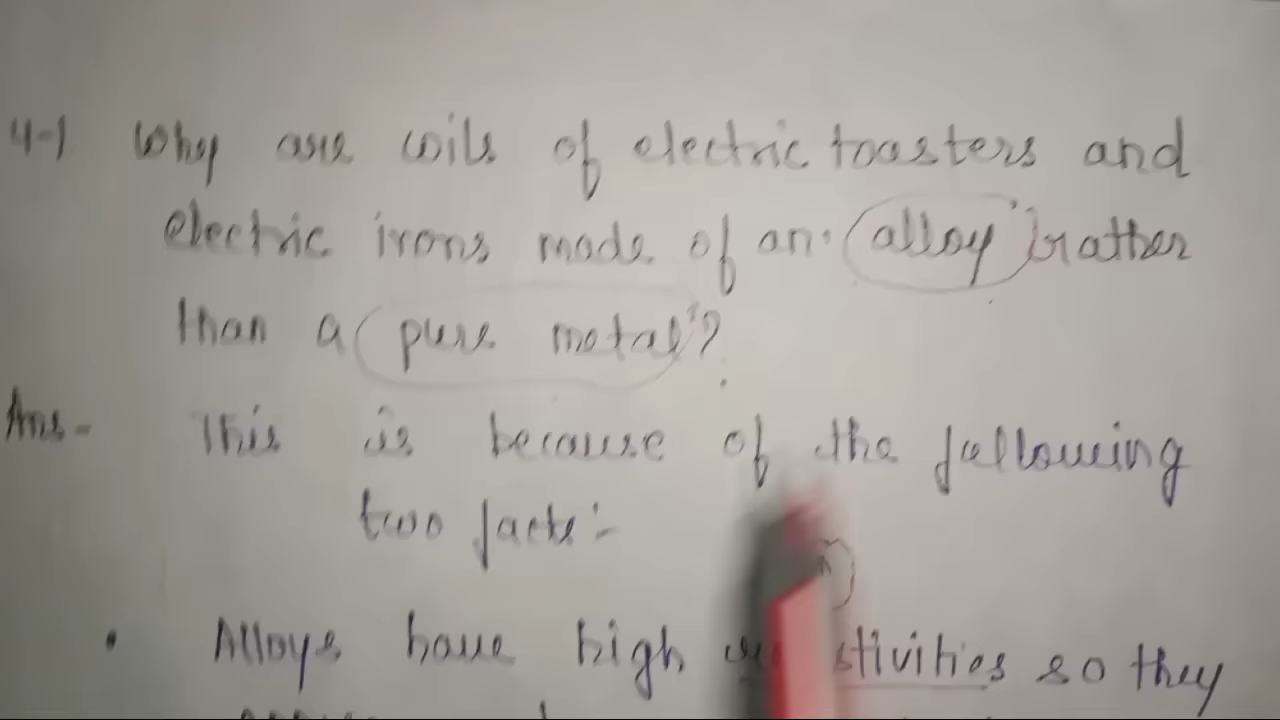 4-1 Why are coils of electric toasters and
electric irons made of an alloy rather
than a pure metal?
Ans- This is because of the following
two facts:-
• Alloys have high so they